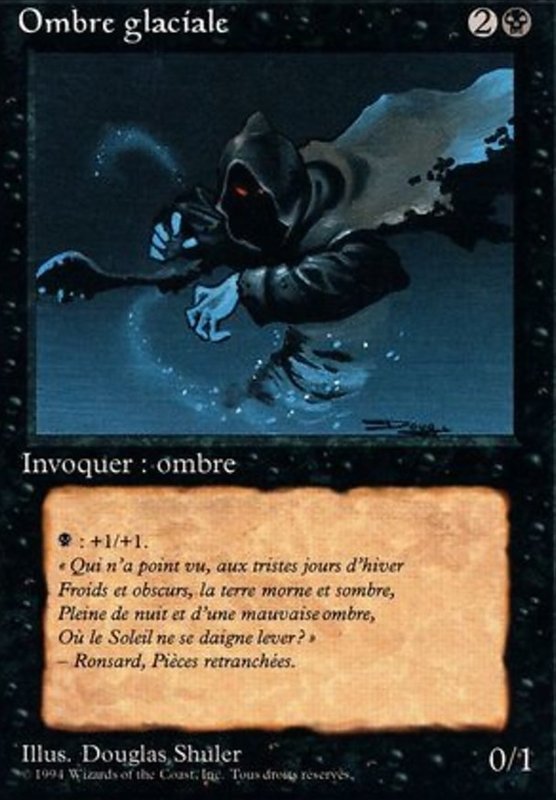 Ombre glaciale 2
Invoquer : ombre
: +1/+1.
« Qui n'a point vu, aux tristes jours d'hiver
Froids et obscurs, la terre morne et sombre,
Pleine de nuit et d'une mauvaise ombre,
Où le Soleil ne se daigne lever ? »
– Ronsard, Pièces retranchées.
Illus. Douglas Shuler
0/1
© 1994 Wizards of the Coast, Inc. Tous droits réservés.